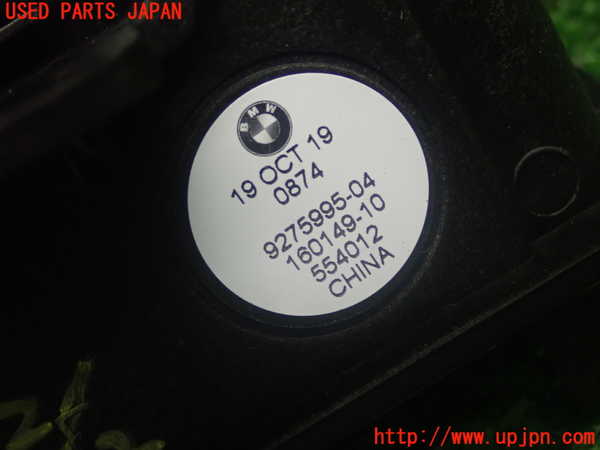 USED PARTS JAPAN
BMW
19 OCT 19
0874
9275995-04
160149-10
554012
CHINA
http://www.upjpn.com